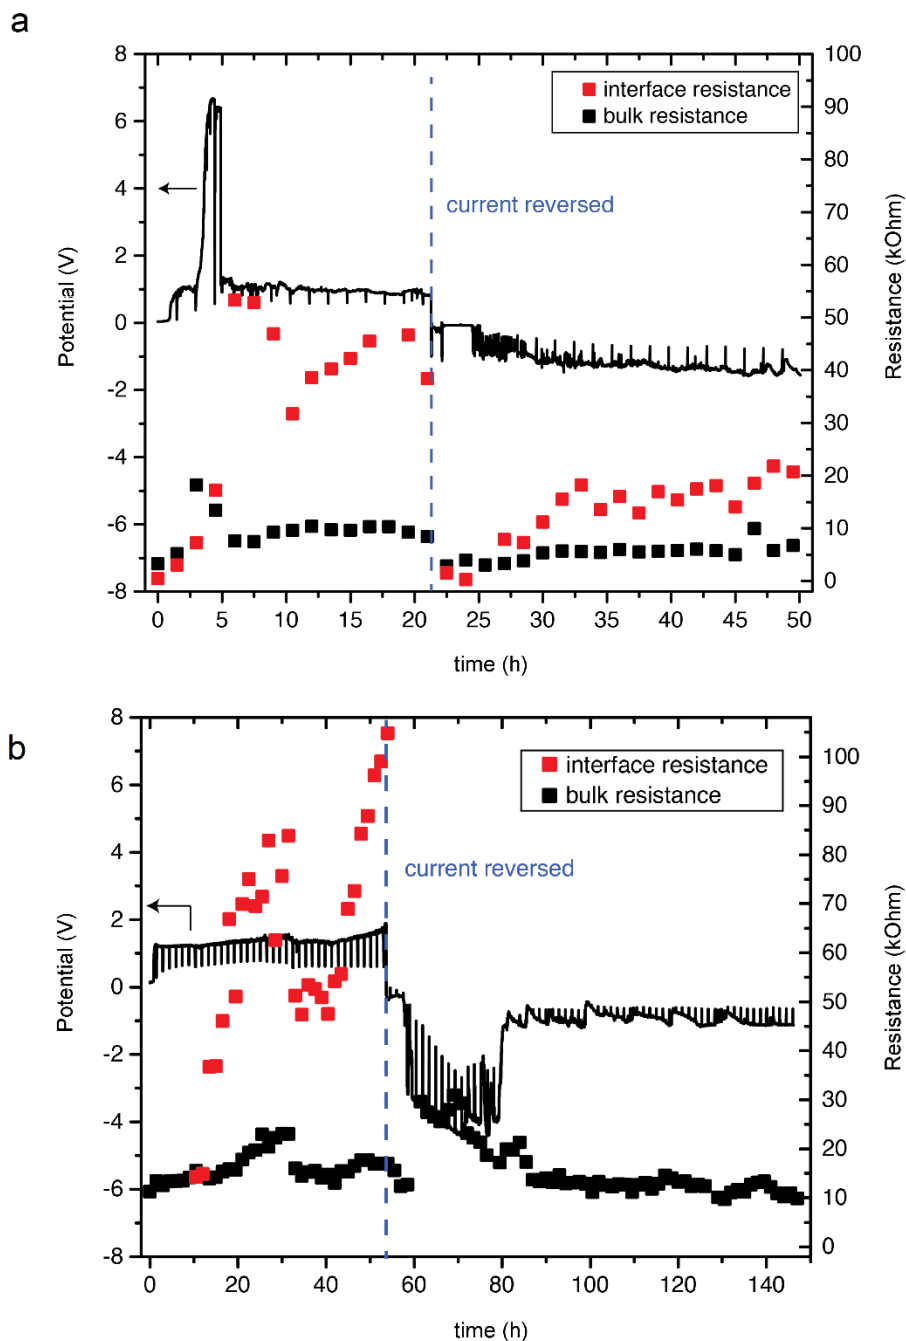 a
8
6
4
2
0
-2
-4
-6
-8
Potential (V)
100
90
80
70
60
50
40
30
20
10
0
Resistance (kOhm)
interface resistance
bulk resistance
current reversed
0 5 10 15 20 25 30 35 40 45 50
time (h)
b
8
6
4
2
0
-2
-4
-6
-8
Potential (V)
100
90
80
70
60
50
40
30
20
10
0
Resistance (kOhm)
interface resistance
bulk resistance
current reversed
0 20 40 60 80 100 120 140
time (h)